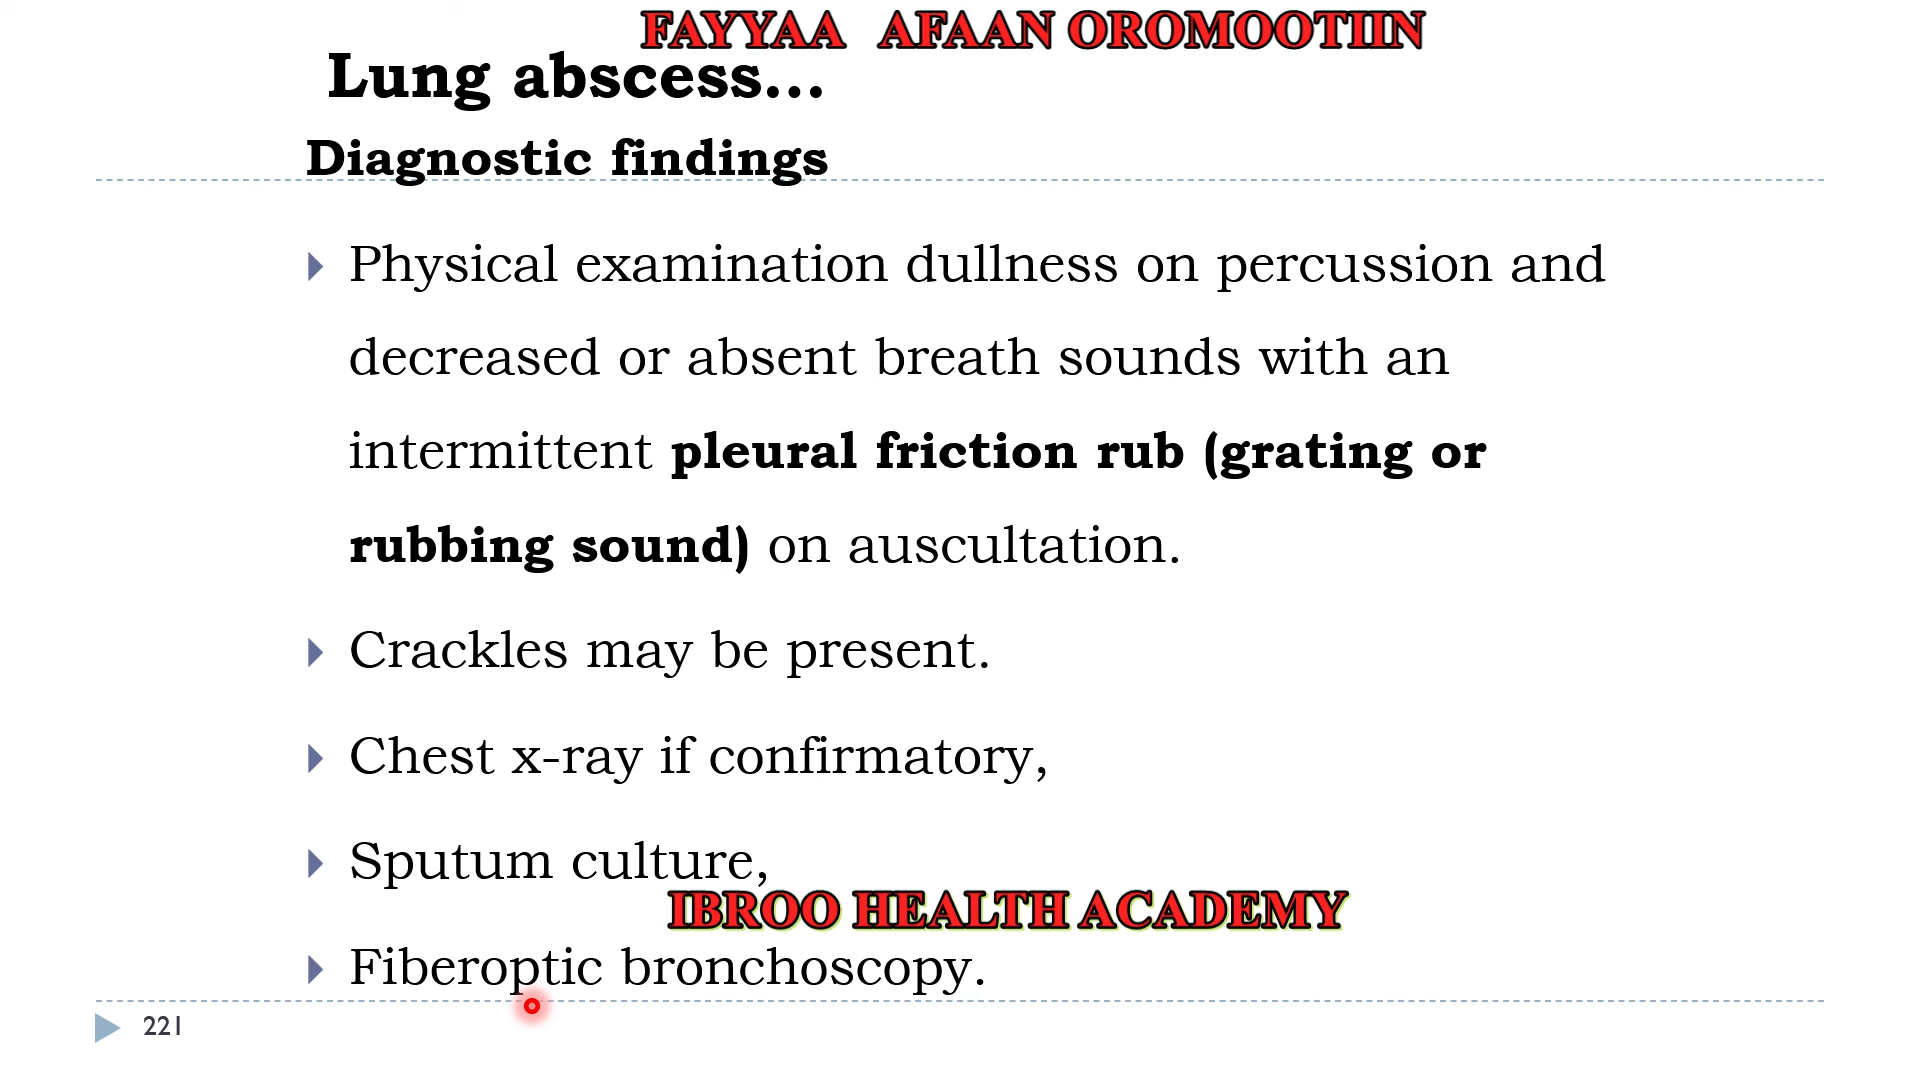 FAYYAA AFAAN OROMOOTIIN
Lung abscess…
Diagnostic findings
Physical examination dullness on percussion and
decreased or absent breath sounds with an
intermittent pleural friction rub (grating or
rubbing sound) on auscultation.
Crackles may be present.
Chest x-ray if confirmatory,
Sputum culture,
IBROO HEALTH ACADEMY
Fiberoptic bronchoscopy.
221